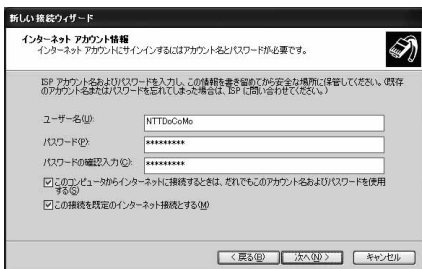 新しい接続ウィザード
インターネット アカウント情報
インターネット アカウントにサインインするにはアカウント名とパスワードが必要です。
ISP アカウント名およびパスワードを入力し、この情報を書き留めてから安全な場所に保管してください。(既存
のアカウント名またはパスワードを忘れてしまった場合は、ISP に問い合わせてください。)
ユーザー名(U):
NTTDoCoMo
パスワード(P):
*********
パスワードの確認入力(C):
*********
このコンピュータからインターネットに接続するときは、だれでもこのアカウント名およびパスワードを使用
する(S)
この接続を既定のインターネット接続とする(M)
< 戻る(B)
次へ(N) >
キャンセル